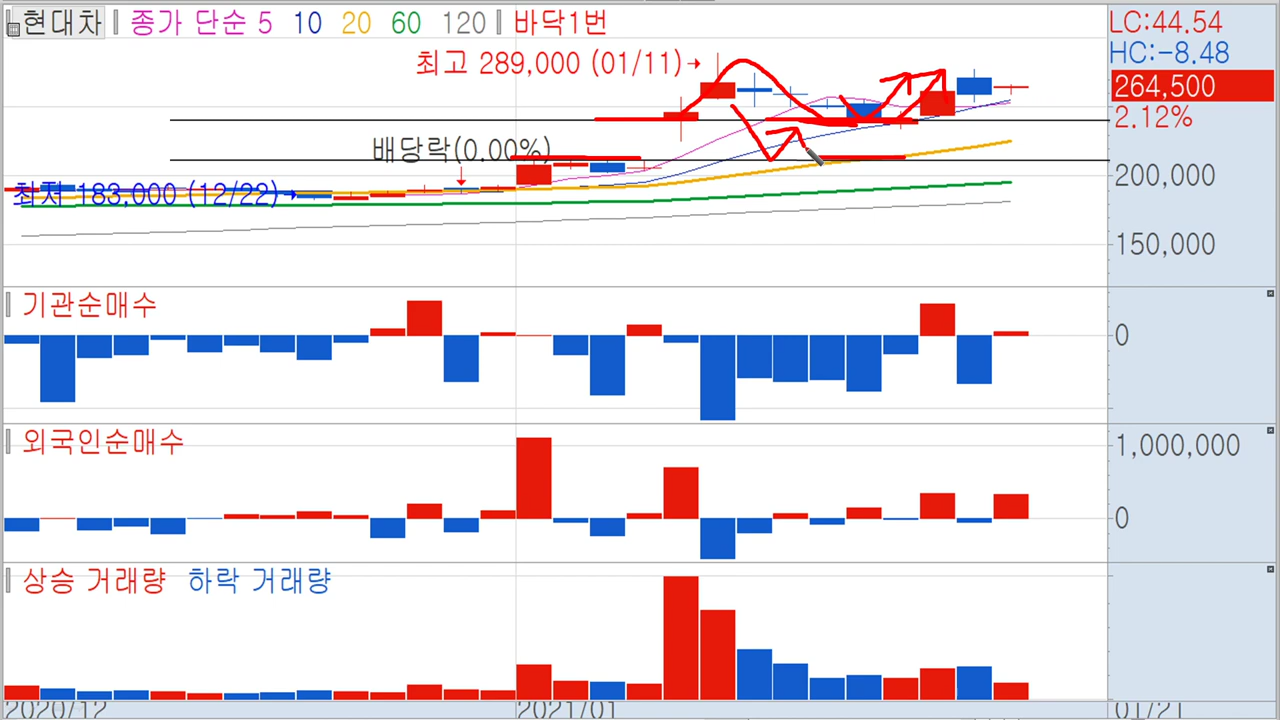 현대차 종가 단순 5 10 20 60 120 바닥1번
LC:44.54
HC:-8.48
최고 289,000 (01/11)→
264,500
2.12%
배당락(0.00%)
200,000
최저 183,000 (12/22)→
150,000
기관순매수
0
외국인순매수
1,000,000
0
상승 거래량 하락 거래량
2020/12 2021/01 01/21